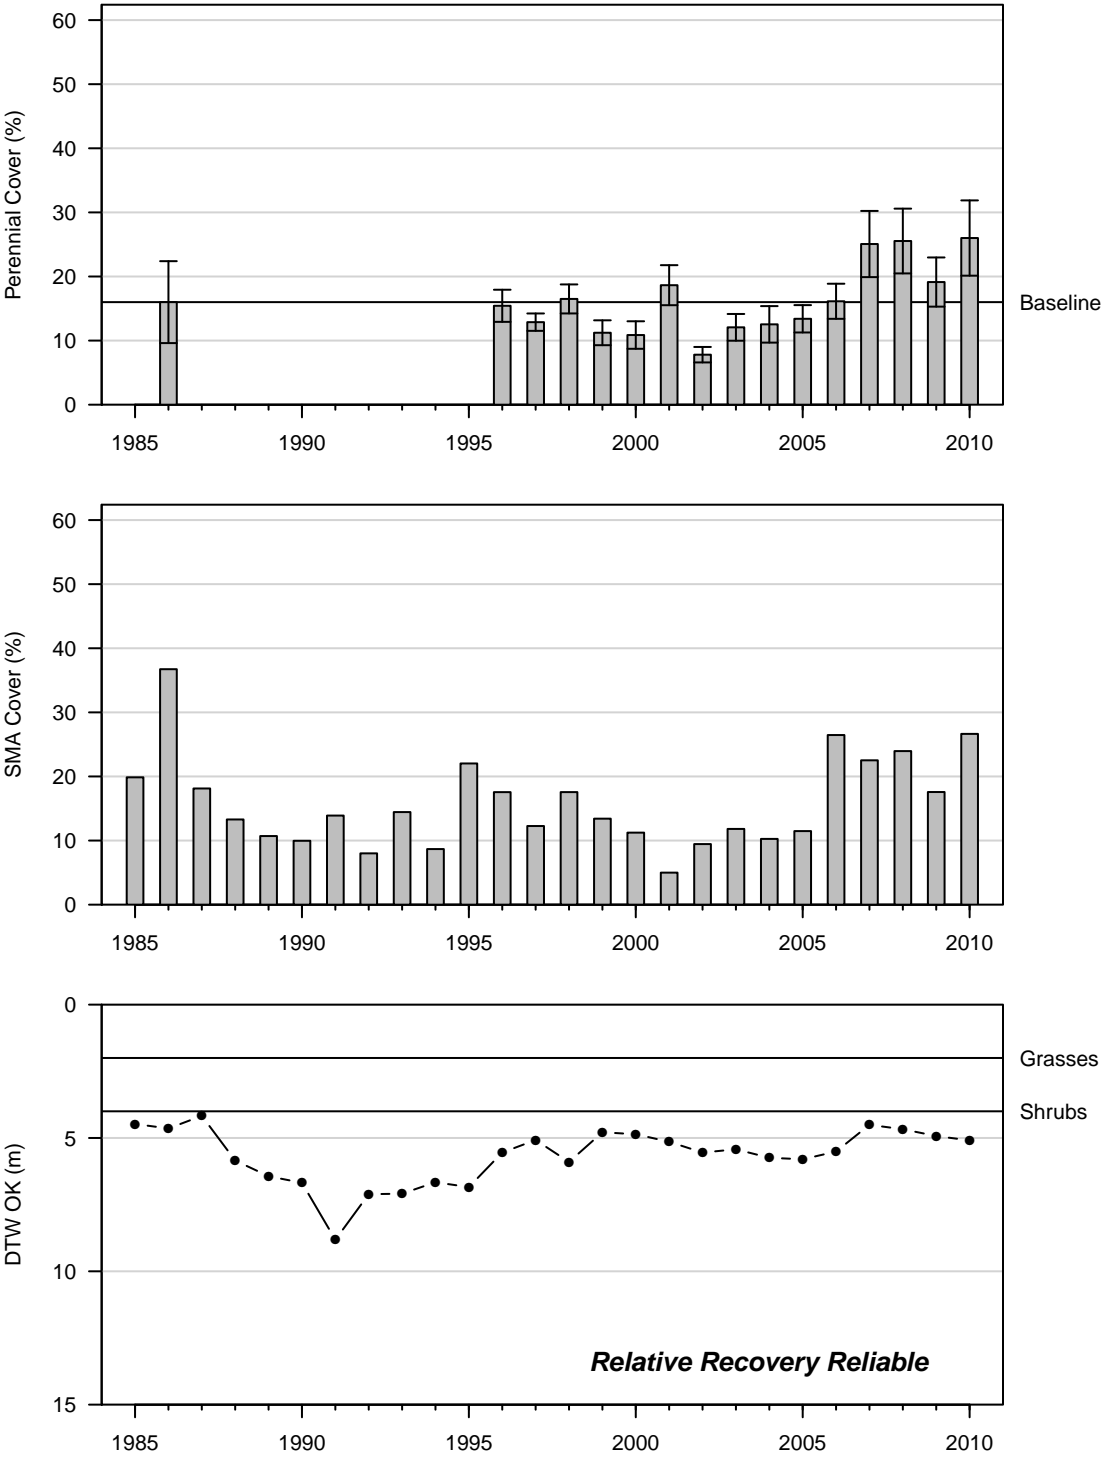 60
50
40
30
20
10
0
Perennial Cover (%)
Baseline
1985 1990 1995 2000 2005 2010
60
50
40
30
20
10
0
SMA Cover (%)
1985 1990 1995 2000 2005 2010
0
5
10
15
DTW OK (m)
Grasses
Shrubs
Relative Recovery Reliable
1985 1990 1995 2000 2005 2010